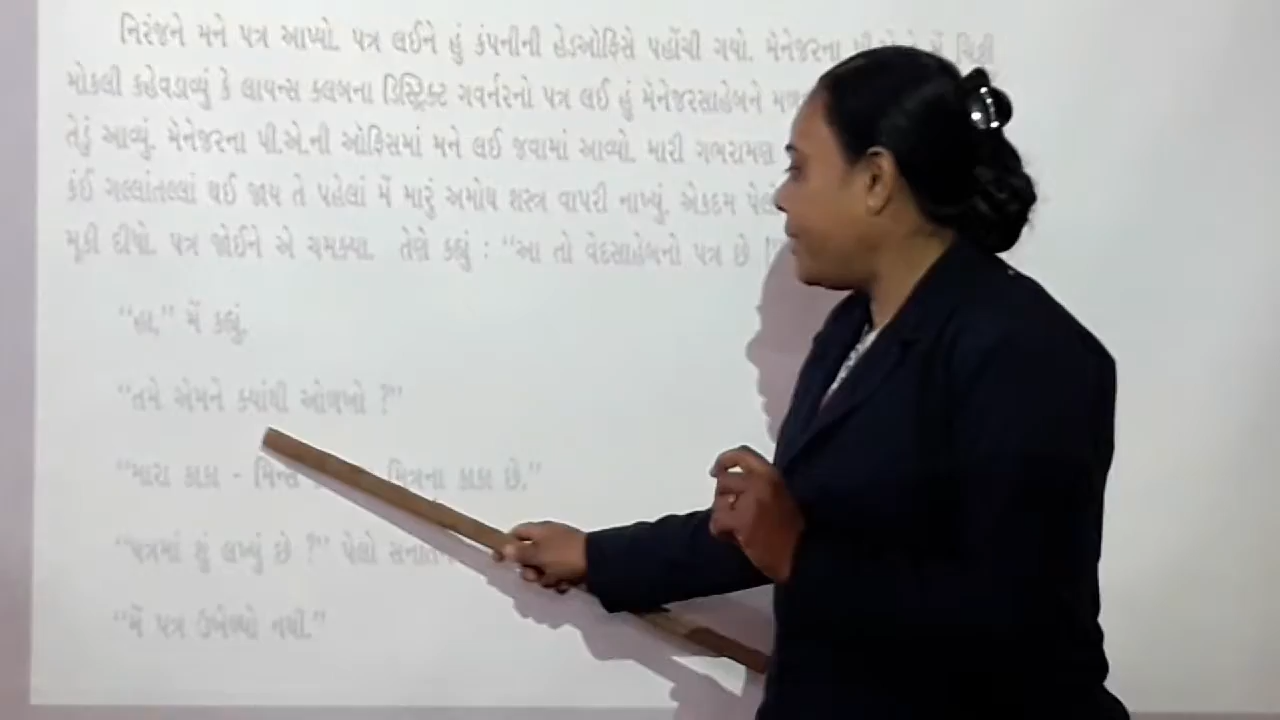 નિરંજને મને પત્ર આપ્યો. પત્ર લઈને હું કંપનીની હેડઓફિસે પહોંચી ગયો. મેનેજરના
મોકલી કહેવડાવ્યું કે લાયન્સ ક્લબના ડિસ્ટ્રિક્ટ ગવર્નરનો પત્ર લઈ હું મેનેજરસાહેબને
તેડું આવ્યું. મેનેજરના પી.એ.ની ઑફિસમાં મને લઈ જવામાં આવ્યો. મારી ગભરામણ
કંઈ ગલ્લાંતલ્લાં થઈ જાય તે પહેલાં મેં મારું અમોઘ શસ્ત્ર વાપરી નાખ્યું. એકદમ
મૂકી દીધો. પત્ર જોઈને એ ચમક્યા. તેણે કહ્યું : “આ તો વેદસાહેબનો પત્ર છે !
“હા,” મેં કહ્યું.
“તમે એમને ક્યાંથી ઓળખો ?”
“મારા કાકા - મિન્સ મિત્રના કાકા છે.”
“પત્રમાં શું લખ્યું છે ?” પેલો
“મેં પત્ર ઉખેળ્યો નથી.”